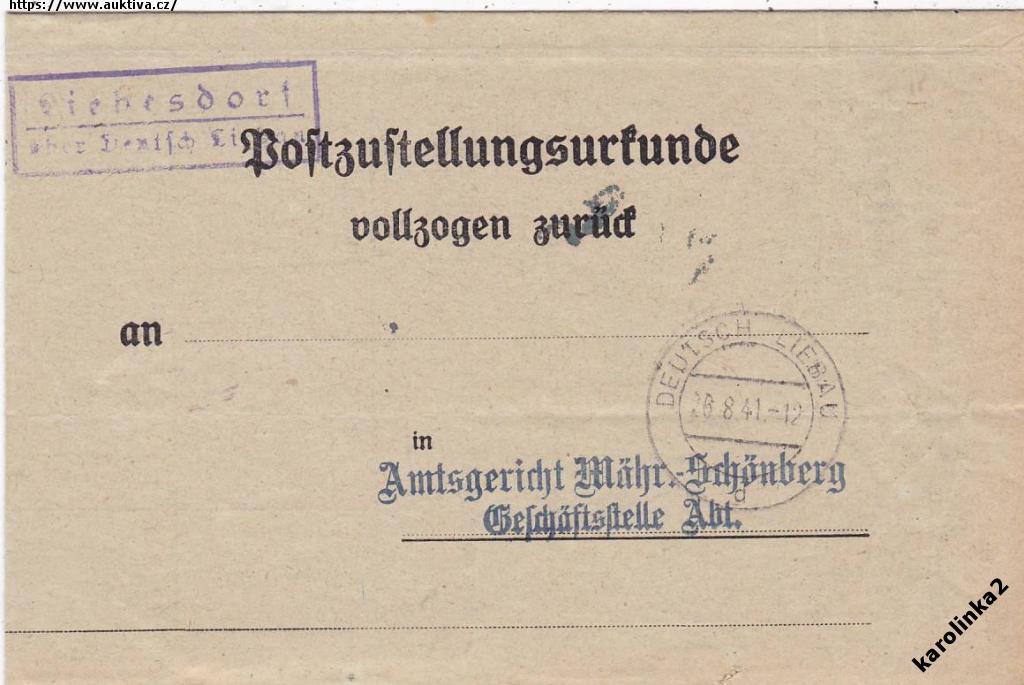 https://www.auktiva.cz/
Liebesdorf
über Deutsch Liebau
Postzustellungsurkunde
vollzogen zurück
an
DEUTSCH LIEBAU
26.8.41.-12
d
in
Amtsgericht Mähr.-Schönberg
Geschäftsstelle Abt.
karolinka2